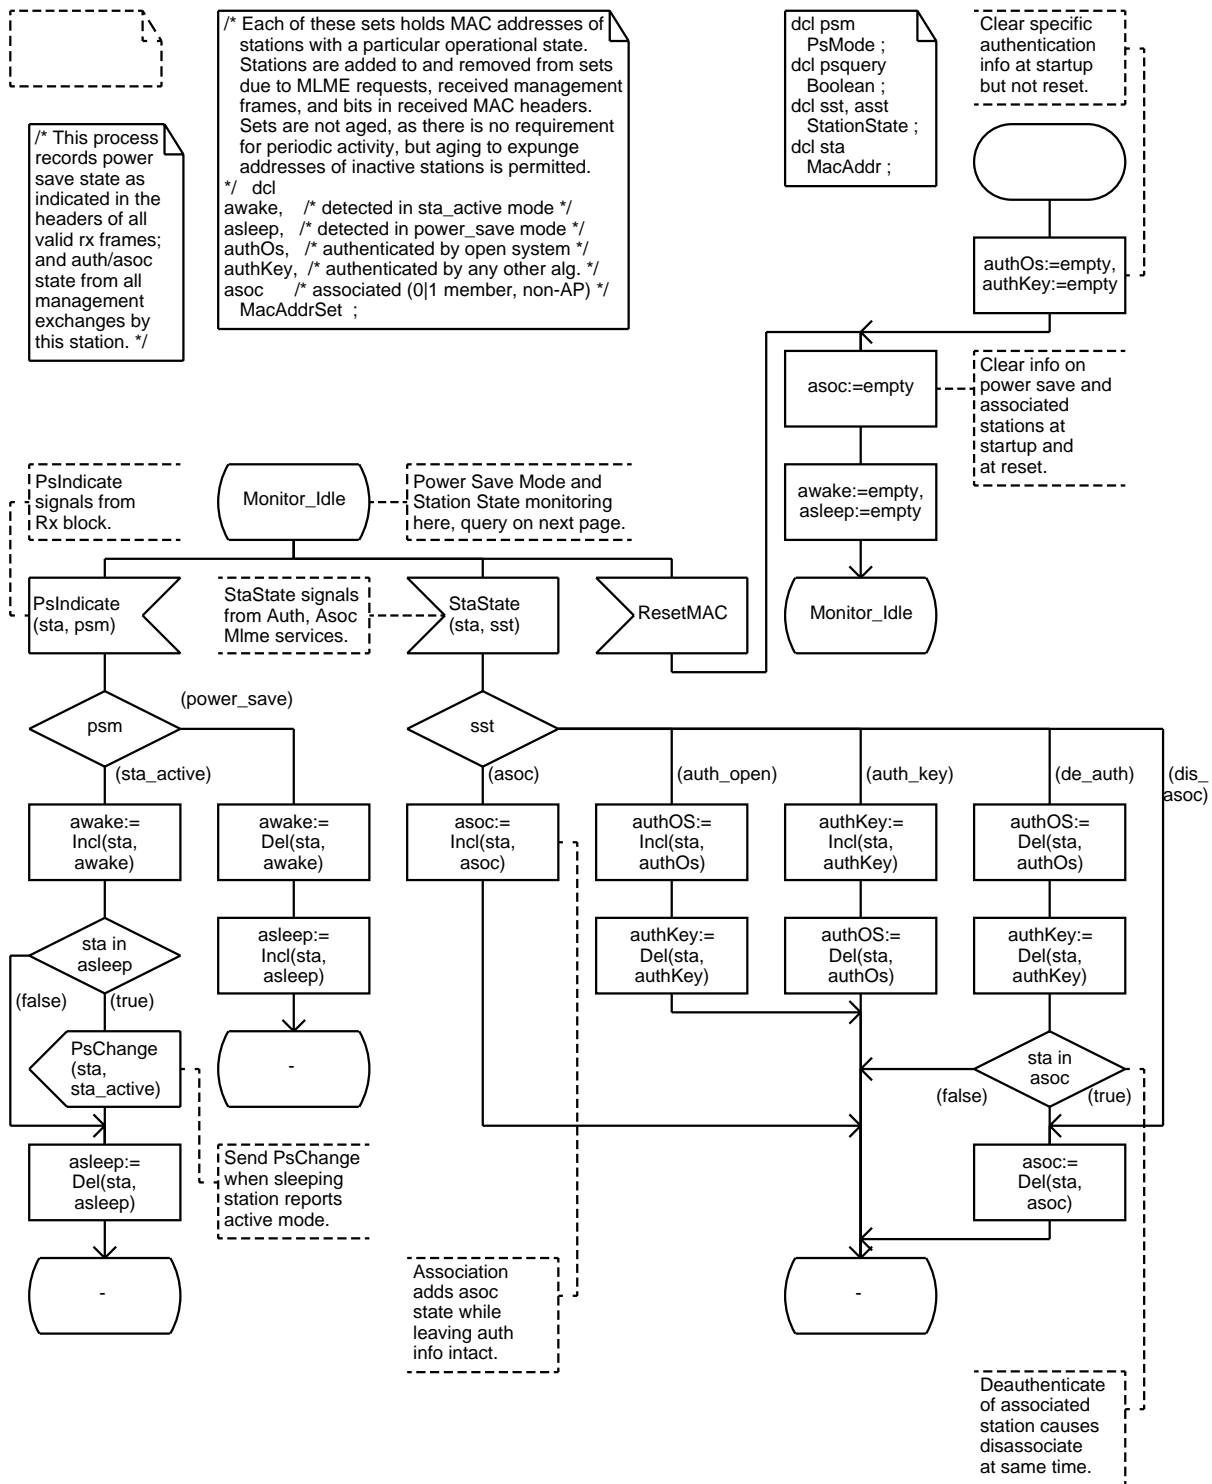 /* Each of these sets holds MAC addresses of
stations with a particular operational state.
Stations are added to and removed from sets
due to MLME requests, received management
frames, and bits in received MAC headers.
Sets are not aged, as there is no requirement
for periodic activity, but aging to expunge
addresses of inactive stations is permitted.
*/ dcl
awake, /* detected in sta_active mode */
asleep, /* detected in power_save mode */
authOs, /* authenticated by open system */
authKey, /* authenticated by any other alg. */
asoc /* associated (0|1 member, non-AP) */
MacAddrSet ;
dcl psm
PsMode ;
dcl psquery
Boolean ;
dcl sst, asst
StationState ;
dcl sta
MacAddr ;
Clear specific
authentication
info at startup
but not reset.
/* This process
records power
save state as
indicated in the
headers of all
valid rx frames;
and auth/asoc
state from all
management
exchanges by
this station. */
authOs:=empty,
authKey:=empty
asoc:=empty
Clear info on
power save and
associated
stations at
startup and
at reset.
awake:=empty,
asleep:=empty
Monitor_Idle
PsIndicate
signals from
Rx block.
Monitor_Idle
Power Save Mode and
Station State monitoring
here, query on next page.
PsIndicate
(sta, psm)
StaState signals
from Auth, Asoc
Mlme services.
StaState
(sta, sst)
ResetMAC
psm
(power_save)
(sta_active)
sst
(asoc)
(auth_open)
(auth_key)
(de_auth)
(dis_
asoc)
awake:=
Incl(sta,
awake)
awake:=
Del(sta,
awake)
asoc:=
Incl(sta,
asoc)
authOS:=
Incl(sta,
authOs)
authKey:=
Incl(sta,
authKey)
authOS:=
Del(sta,
authOs)
sta in
asleep
(false)
(true)
asleep:=
Incl(sta,
asleep)
authKey:=
Del(sta,
authKey)
authOS:=
Del(sta,
authOs)
authKey:=
Del(sta,
authKey)
PsChange
(sta,
sta_active)
-
sta in
asoc
(false)
(true)
asleep:=
Del(sta,
asleep)
Send PsChange
when sleeping
station reports
active mode.
asoc:=
Del(sta,
asoc)
-
Association
adds asoc
state while
leaving auth
info intact.
-
Deauthenticate
of associated
station causes
disassociate
at same time.